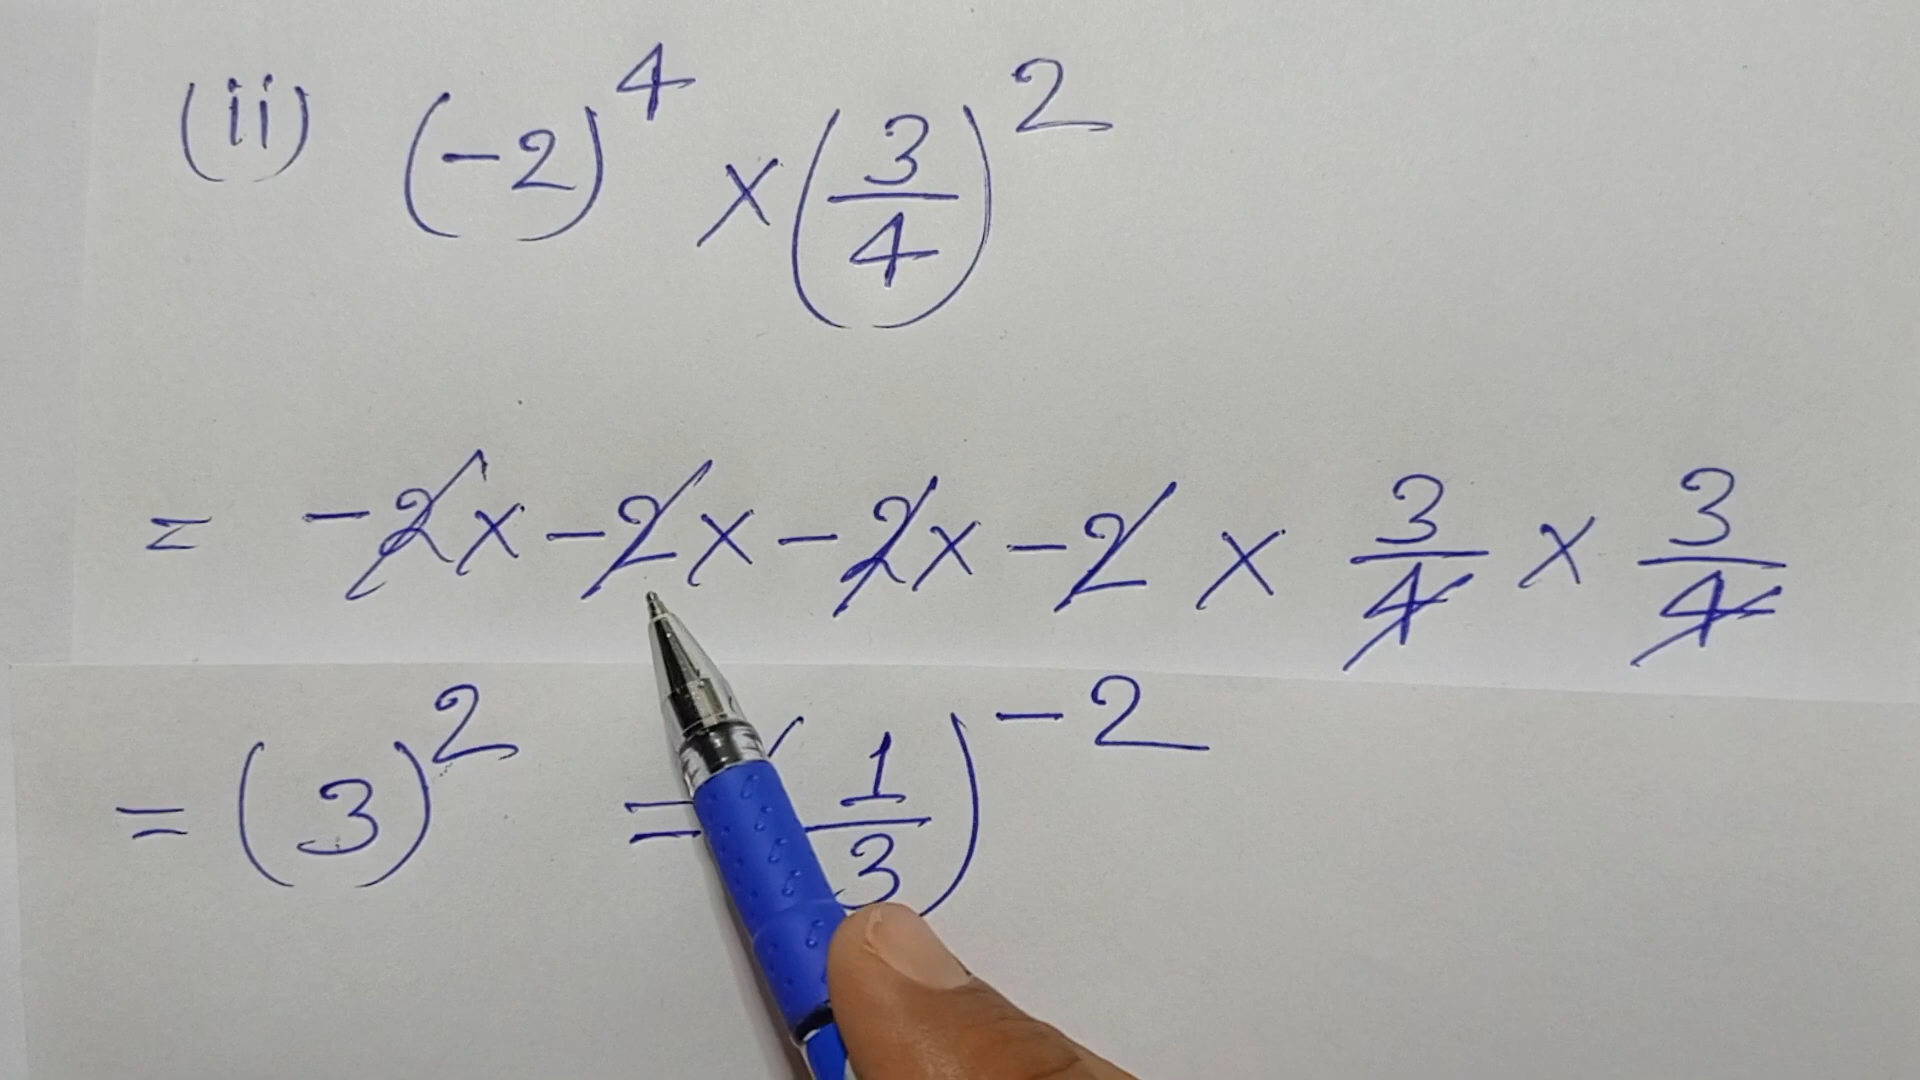 (ii) (-2)^4 × (3/4)^2
= -2 × -2 × -2 × -2 × 3/4 × 3/4
= (3)^2 = (1/3)^-2